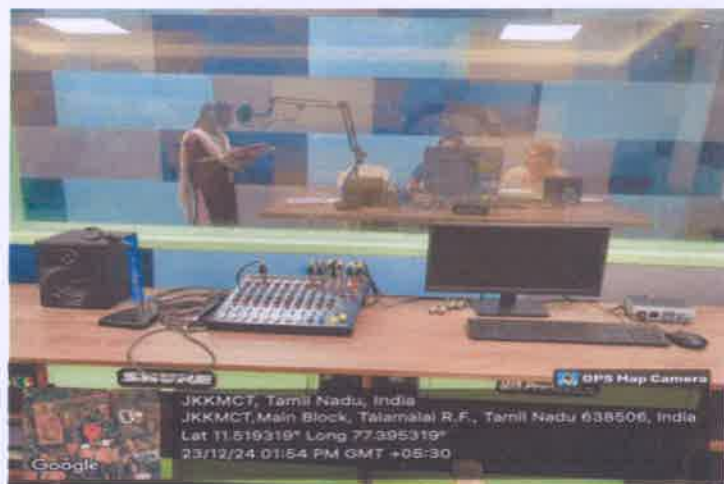 SHURE
GPS Map Camera
JKKMCT, Tamil Nadu, India
JKKMCT,Main Block, Talamalai R.F., Tamil Nadu 638506, India
Lat 11.519319° Long 77.395319°
23/12/24 01:54 PM GMT +05:30
Google